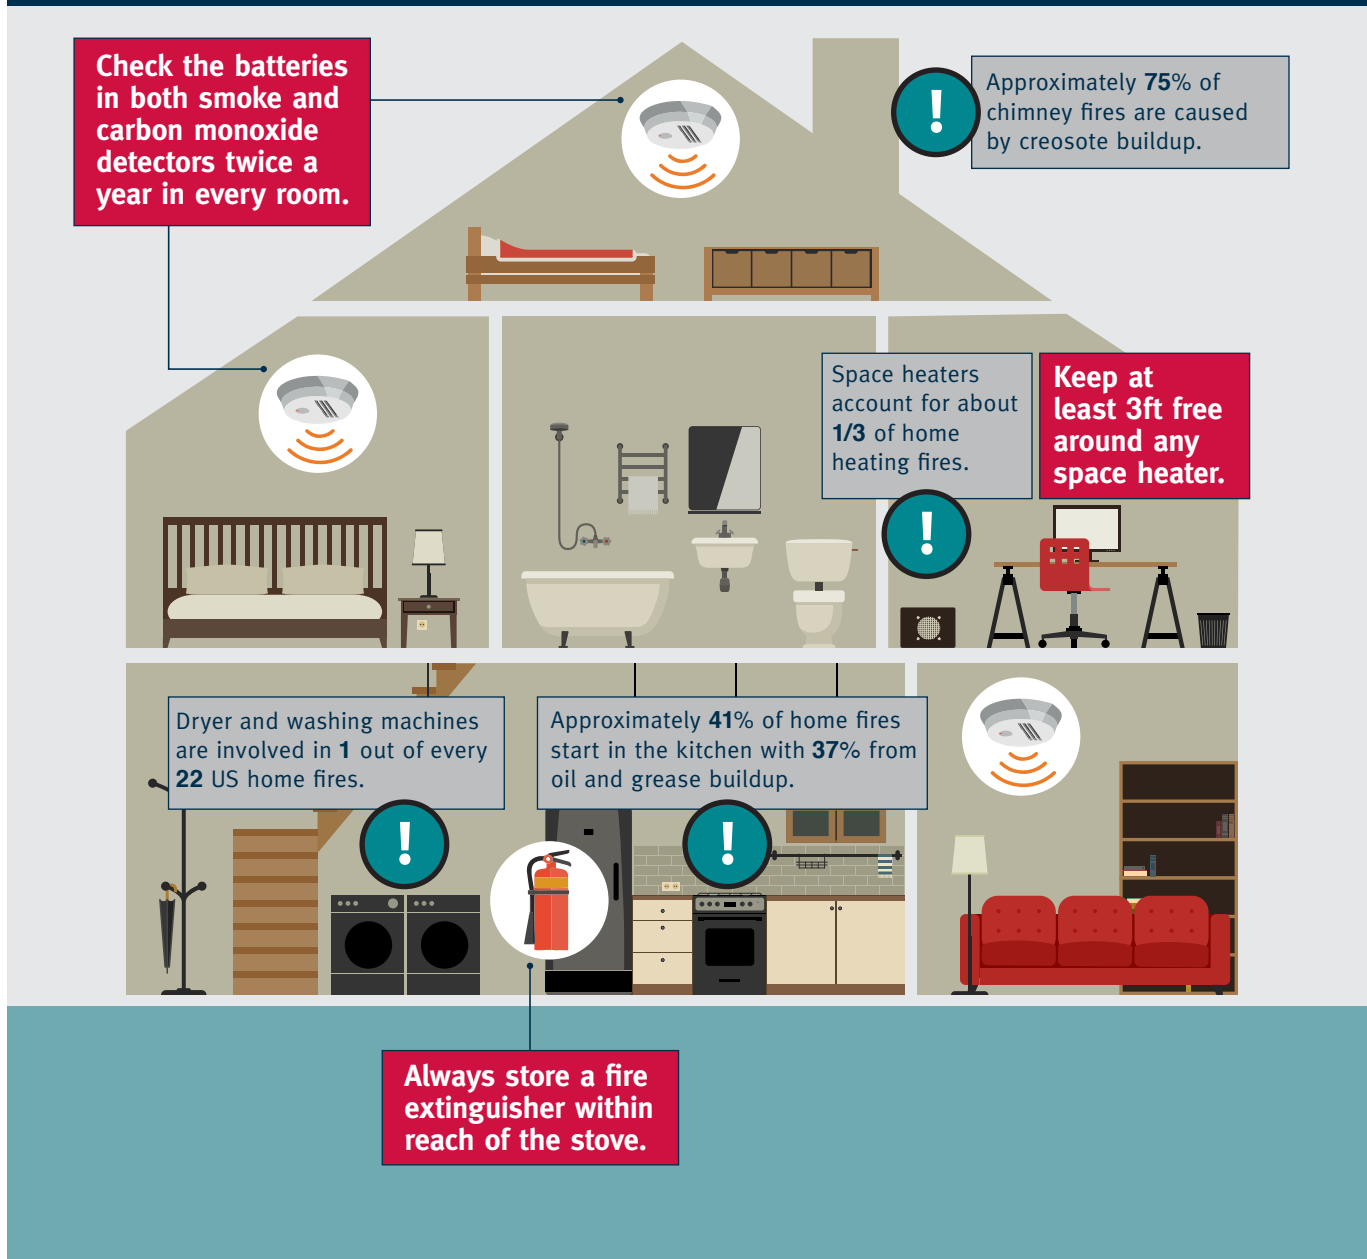 Check the batteries
in both smoke and
carbon monoxide
detectors twice a
year in every room.
!
Approximately 75% of
chimney fires are caused
by creosote buildup.
Space heaters
account for about
1/3 of home
heating fires.
!
Keep at
least 3ft free
around any
space heater.
Dryer and washing machines
are involved in 1 out of every
22 US home fires.
!
Approximately 41% of home fires
start in the kitchen with 37% from
oil and grease buildup.
!
Always store a fire
extinguisher within
reach of the stove.